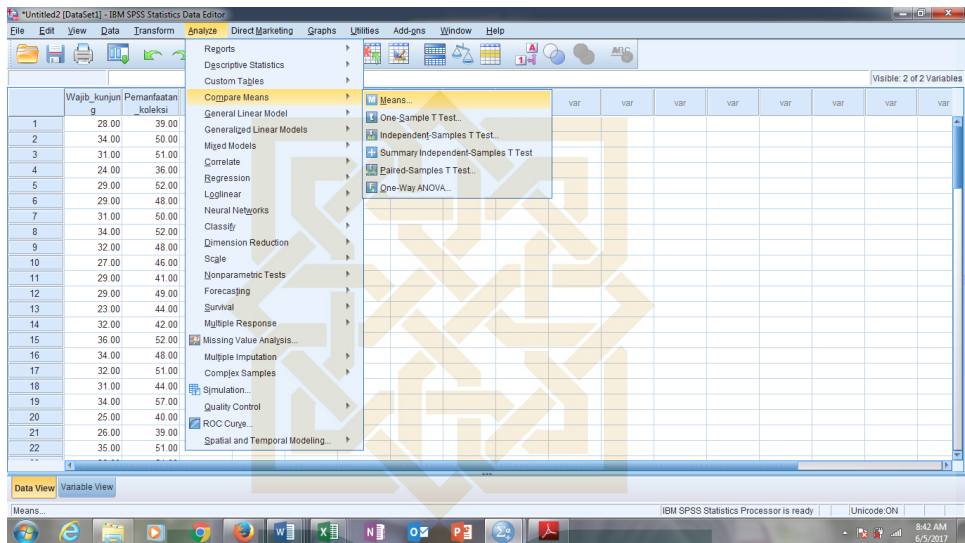 *Untitled2 [DataSet1] - IBM SPSS Statistics Data Editor
File Edit View Data Transform Analyze Direct Marketing Graphs Utilities Add-ons Window Help
Visible: 2 of 2 Variables
Wajib_kunjung Pemanfaatan_koleksi var var var var var var var var
1 28.00 39.00
2 34.00 50.00
3 31.00 51.00
4 24.00 36.00
5 29.00 52.00
6 29.00 48.00
7 31.00 50.00
8 34.00 52.00
9 32.00 48.00
10 27.00 46.00
11 29.00 41.00
12 29.00 49.00
13 23.00 44.00
14 32.00 42.00
15 36.00 52.00
16 34.00 48.00
17 32.00 51.00
18 31.00 44.00
19 34.00 57.00
20 25.00 40.00
21 26.00 39.00
22 35.00 51.00
Reports
Descriptive Statistics
Custom Tables
Compare Means
General Linear Model
Generalized Linear Models
Mixed Models
Correlate
Regression
Loglinear
Neural Networks
Classify
Dimension Reduction
Scale
Nonparametric Tests
Forecasting
Survival
Multiple Response
Missing Value Analysis...
Multiple Imputation
Complex Samples
Simulation...
Quality Control
ROC Curve...
Spatial and Temporal Modeling...
Means...
One-Sample T Test...
Independent-Samples T Test...
Summary Independent-Samples T Test
Paired-Samples T Test...
One-Way ANOVA...
Data View Variable View
Means... IBM SPSS Statistics Processor is ready Unicode:ON
8:42 AM
6/5/2017